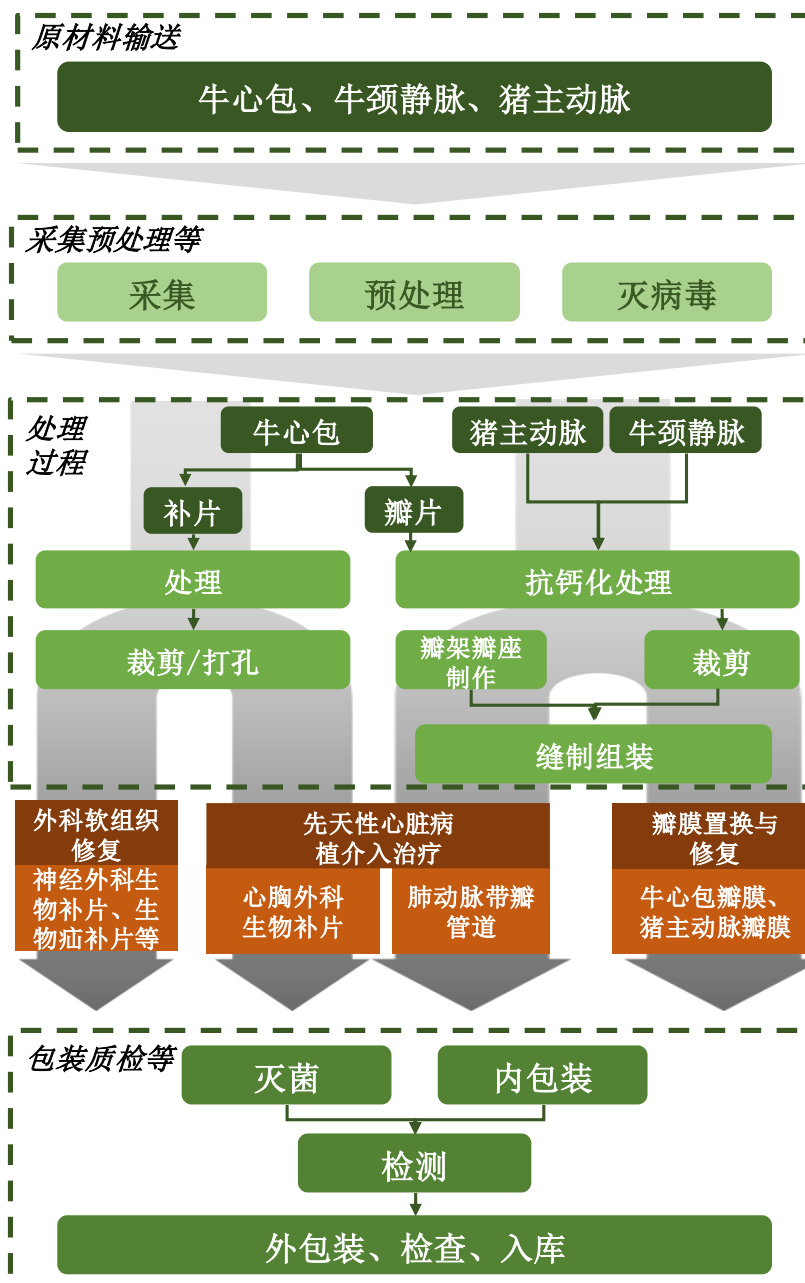 原材料输送
牛心包、牛颈静脉、猪主动脉
采集预处理等
采集
预处理
灭病毒
处理
过程
牛心包
猪主动脉
牛颈静脉
补片
瓣片
处理
抗钙化处理
裁剪/打孔
瓣架瓣座
制作
裁剪
缝制组装
外科软组织
修复
神经外科生
物补片、生
物疝补片等
先天性心脏病
植介入治疗
心胸外科
生物补片
肺动脉带瓣
管道
瓣膜置换与
修复
牛心包瓣膜、
猪主动脉瓣膜
包装质检等
灭菌
内包装
检测
外包装、检查、入库